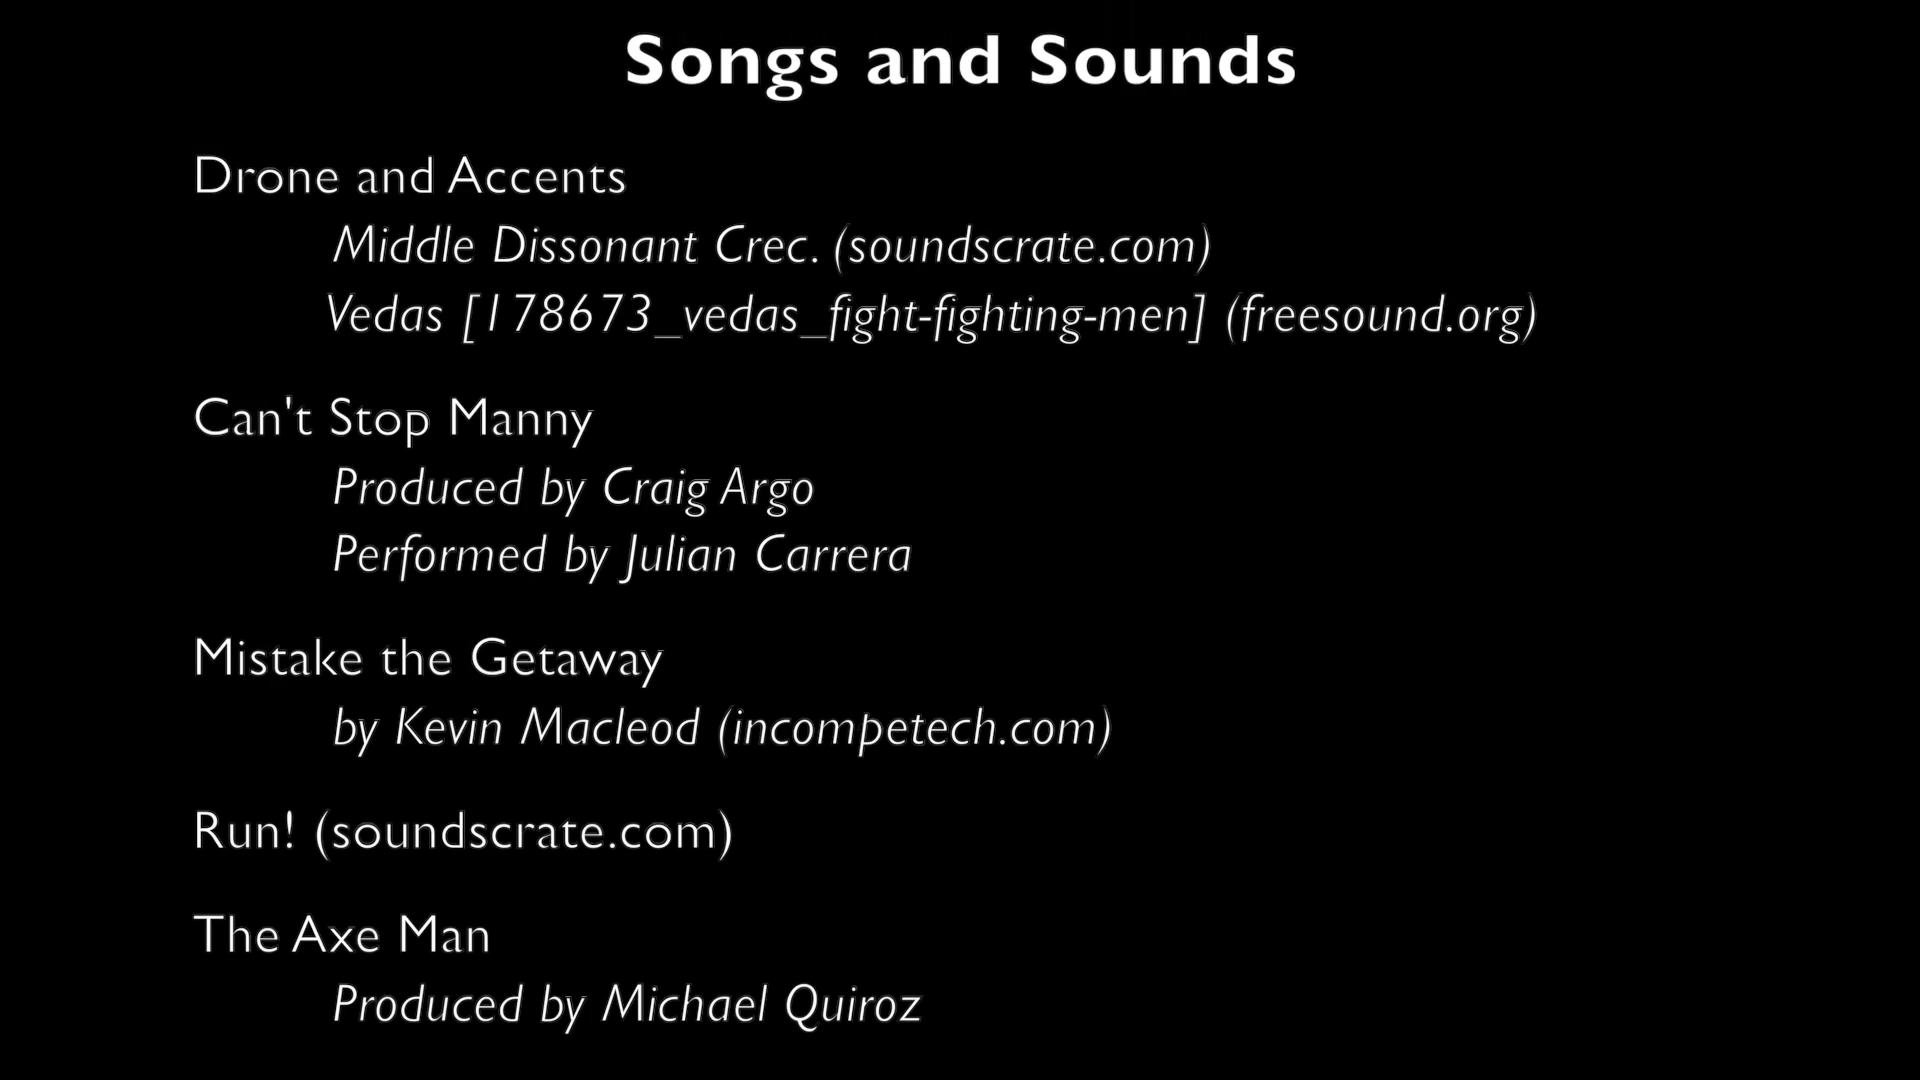 Songs and Sounds
Drone and Accents
Middle Dissonant Crec. (soundscrate.com)
Vedas [178673_vedas_fight-fighting-men] (freesound.org)
Can't Stop Manny
Produced by Craig Argo
Performed by Julian Carrera
Mistake the Getaway
by Kevin Macleod (incompetech.com)
Run! (soundscrate.com)
The Axe Man
Produced by Michael Quiroz